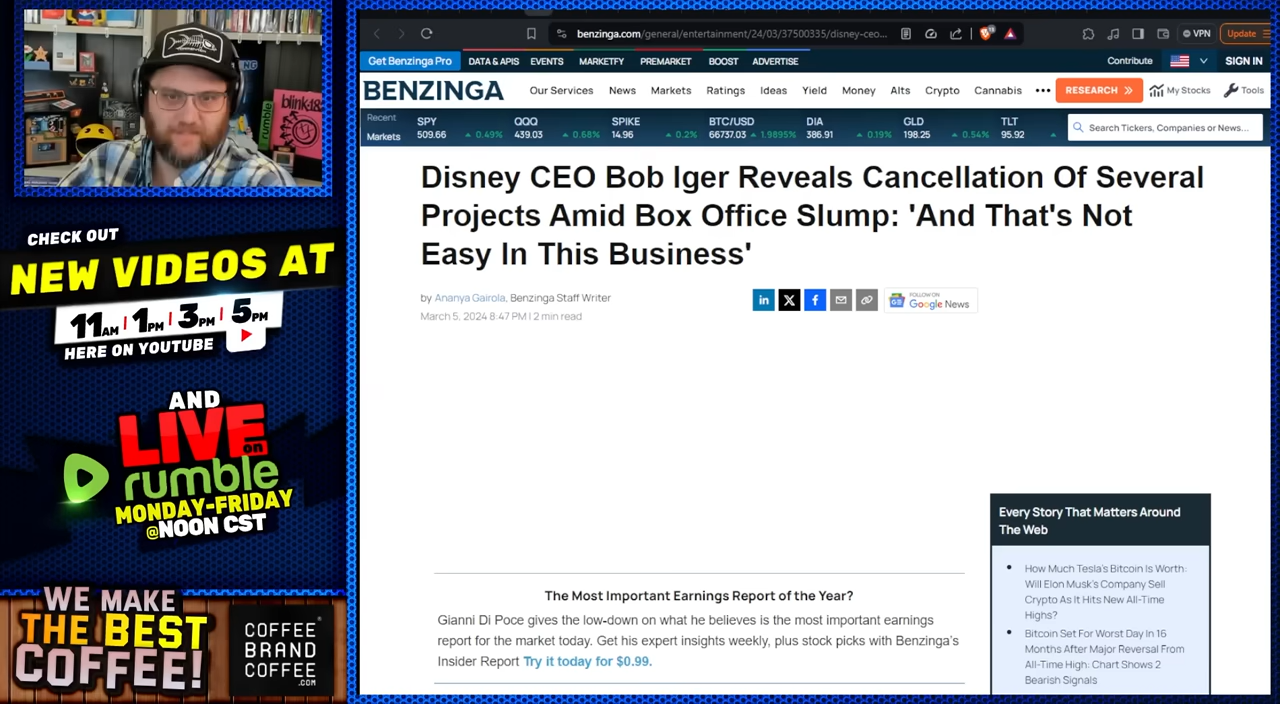 benzinga.com/general/entertainment/24/03/37500335/disney-ceo...
VPN
Update
Get Benzinga Pro
DATA & APIS
EVENTS
MARKETFY
PREMARKET
BOOST
ADVERTISE
Contribute
SIGN IN
BENZINGA
Our Services
News
Markets
Ratings
Ideas
Yield
Money
Alts
Crypto
Cannabis
•••
RESEARCH
My Stocks
Tools
Recent
Markets
SPY
509.66
0.49%
QQQ
439.03
0.68%
SPIKE
14.96
0.2%
BTC/USD
66737.03
1.9895%
DIA
386.91
0.19%
GLD
198.25
0.54%
TLT
95.92
Search Tickers, Companies or News...
Disney CEO Bob Iger Reveals Cancellation Of Several
Projects Amid Box Office Slump: 'And That's Not
Easy In This Business'
by Ananya Gairola, Benzinga Staff Writer
March 5, 2024 8:47 PM | 2 min read
FOLLOW ON
Google News
The Most Important Earnings Report of the Year?
Gianni Di Poce gives the low-down on what he believes is the most important earnings
report for the market today. Get his expert insights weekly, plus stock picks with Benzinga's
Insider Report Try it today for $0.99.
Every Story That Matters Around
The Web
How Much Tesla's Bitcoin Is Worth:
Will Elon Musk's Company Sell
Crypto As It Hits New All-Time
Highs?
Bitcoin Set For Worst Day In 16
Months After Major Reversal From
All-Time High: Chart Shows 2
Bearish Signals
rumble
blink-182
CHECK OUT
NEW VIDEOS AT
11AM | 1PM | 3PM | 5PM
HERE ON YOUTUBE
AND
LIVE
on
rumble
MONDAY-FRIDAY
@NOON CST
WE MAKE
THE BEST
COFFEE!
COFFEE
BRAND
COFFEE
.COM